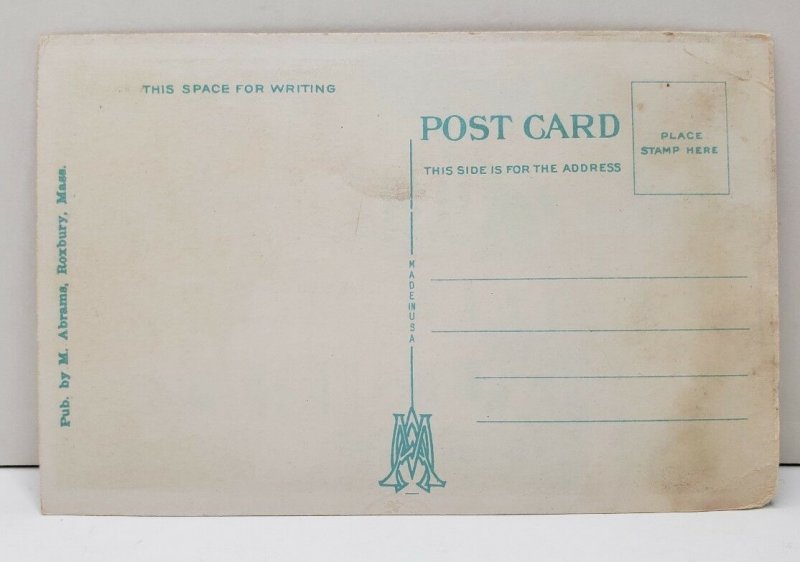 THIS SPACE FOR WRITING
POST CARD
THIS SIDE IS FOR THE ADDRESS
PLACE
STAMP HERE
Pub. by M. Abrams, Roxbury, Mass.
MADE IN USA